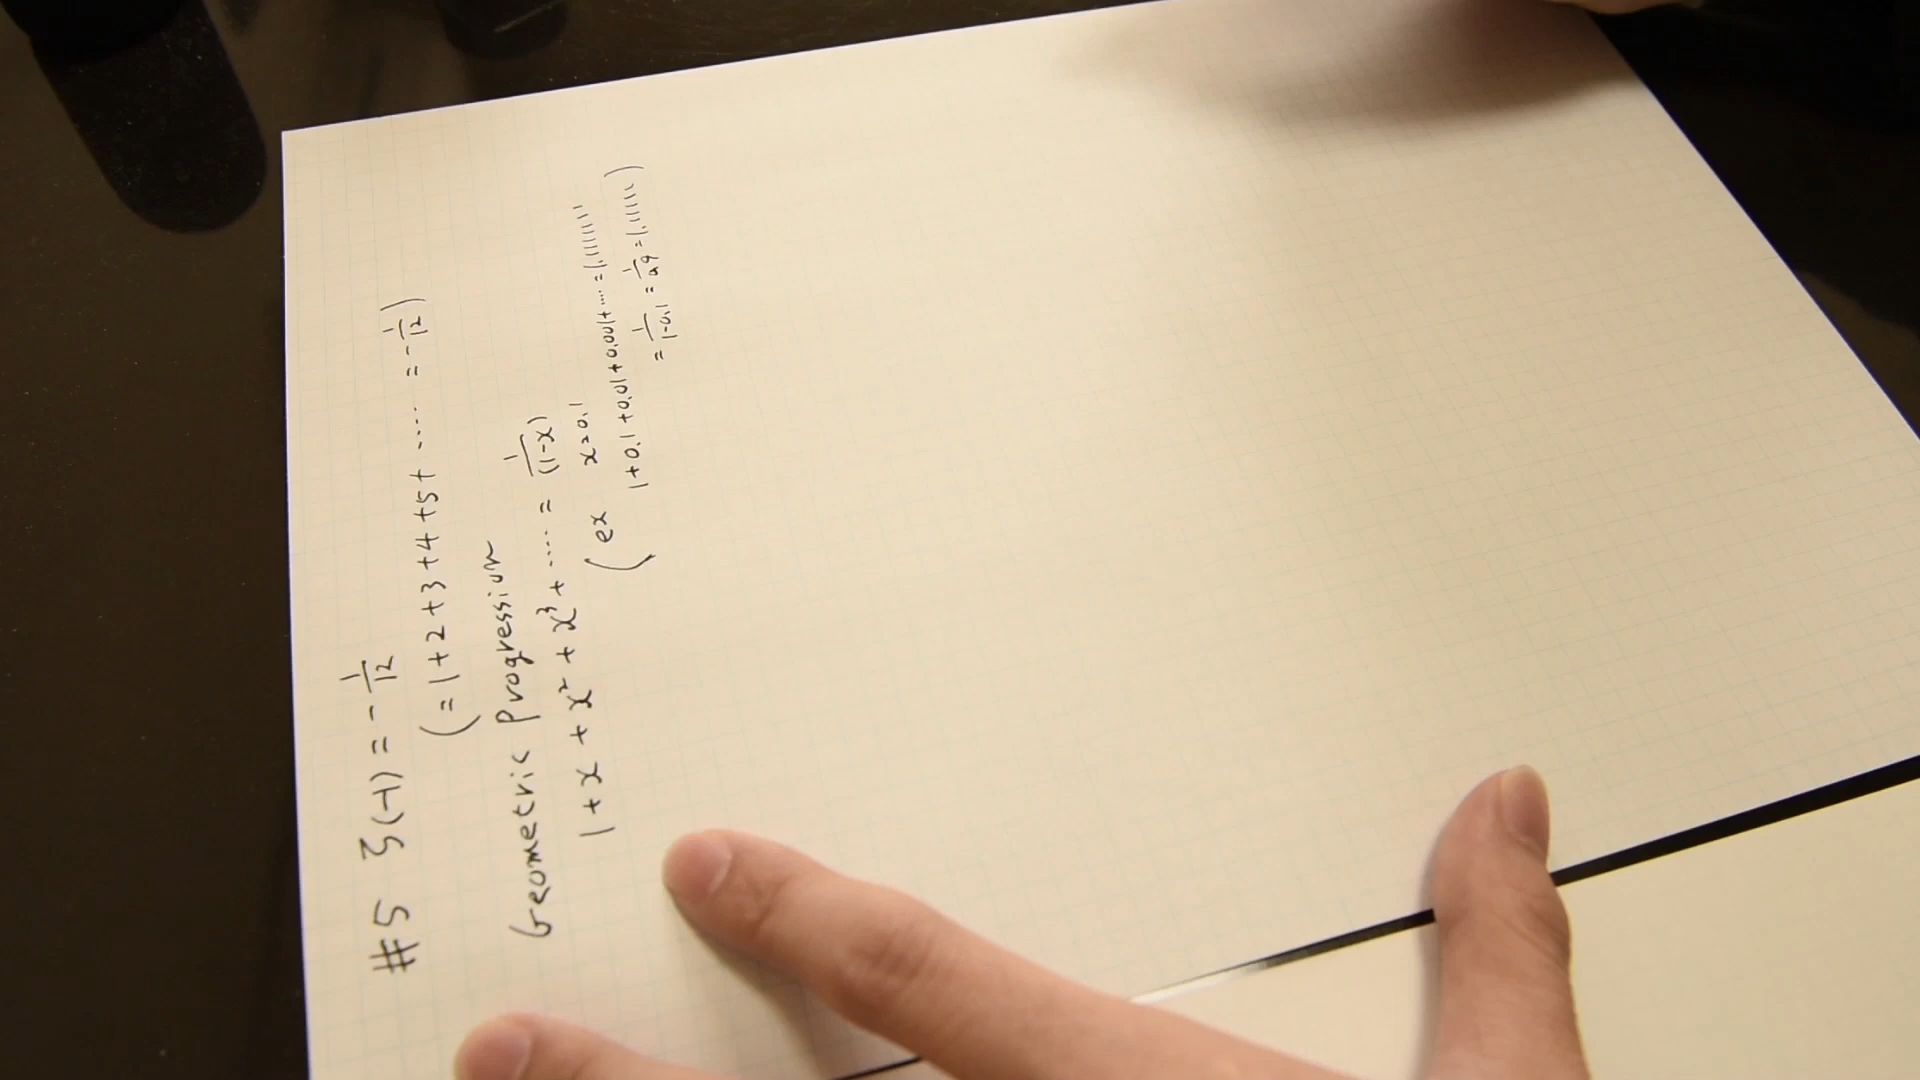 #5 ζ(-1) = -1/12
(= 1+2+3+4+5+ ..... = -1/12)
Geometric Progression
1 + x + x² + x³ + ..... = 1/(1-x)
(ex x=0.1
1+0.1+0.01+0.001+.... = 1.1111111
= 1/(1-0.1) = 1/0.9 = 1.11111)